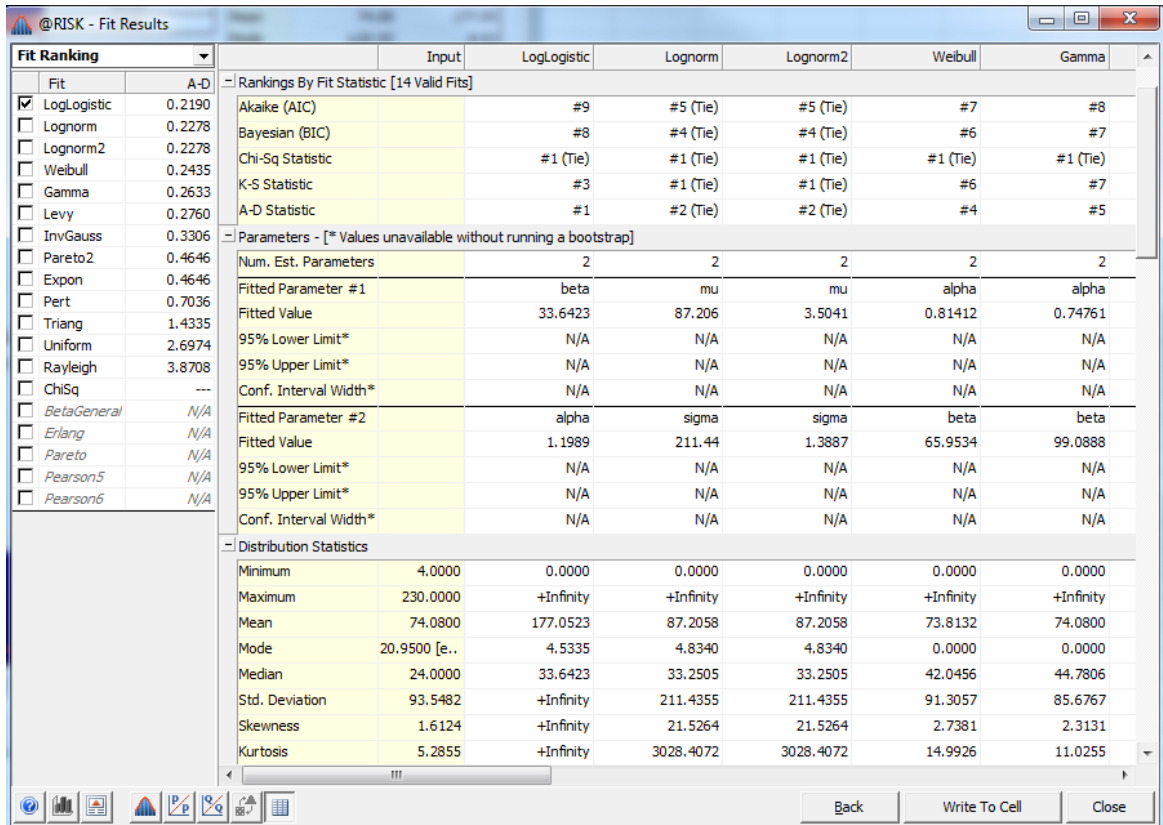 @RISK - Fit Results
Fit Ranking
Fit A-D
LogLogistic 0.2190
Lognorm 0.2278
Lognorm2 0.2278
Weibull 0.2435
Gamma 0.2633
Levy 0.2760
InvGauss 0.3306
Pareto2 0.4646
Expon 0.4646
Pert 0.7036
Triang 1.4335
Uniform 2.6974
Rayleigh 3.8708
ChiSq ---
BetaGeneral N/A
Erlang N/A
Pareto N/A
Pearson5 N/A
Pearson6 N/A
Input LogLogistic Lognorm Lognorm2 Weibull Gamma
Rankings By Fit Statistic [14 Valid Fits]
Akaike (AIC) #9 #5 (Tie) #5 (Tie) #7 #8
Bayesian (BIC) #8 #4 (Tie) #4 (Tie) #6 #7
Chi-Sq Statistic #1 (Tie) #1 (Tie) #1 (Tie) #1 (Tie) #1 (Tie)
K-S Statistic #3 #1 (Tie) #1 (Tie) #6 #7
A-D Statistic #1 #2 (Tie) #2 (Tie) #4 #5
Parameters - [* Values unavailable without running a bootstrap]
Num. Est. Parameters 2 2 2 2 2
Fitted Parameter #1 beta mu mu alpha alpha
Fitted Value 33.6423 87.206 3.5041 0.81412 0.74761
95% Lower Limit* N/A N/A N/A N/A N/A
95% Upper Limit* N/A N/A N/A N/A N/A
Conf. Interval Width* N/A N/A N/A N/A N/A
Fitted Parameter #2 alpha sigma sigma beta beta
Fitted Value 1.1989 211.44 1.3887 65.9534 99.0888
95% Lower Limit* N/A N/A N/A N/A N/A
95% Upper Limit* N/A N/A N/A N/A N/A
Conf. Interval Width* N/A N/A N/A N/A N/A
Distribution Statistics
Minimum 4.0000 0.0000 0.0000 0.0000 0.0000 0.0000
Maximum 230.0000 +Infinity +Infinity +Infinity +Infinity +Infinity
Mean 74.0800 177.0523 87.2058 87.2058 73.8132 74.0800
Mode 20.9500 [e.. 4.5335 4.8340 4.8340 0.0000 0.0000
Median 24.0000 33.6423 33.2505 33.2505 42.0456 44.7806
Std. Deviation 93.5482 +Infinity 211.4355 211.4355 91.3057 85.6767
Skewness 1.6124 +Infinity 21.5264 21.5264 2.7381 2.3131
Kurtosis 5.2855 +Infinity 3028.4072 3028.4072 14.9926 11.0255
Back Write To Cell Close